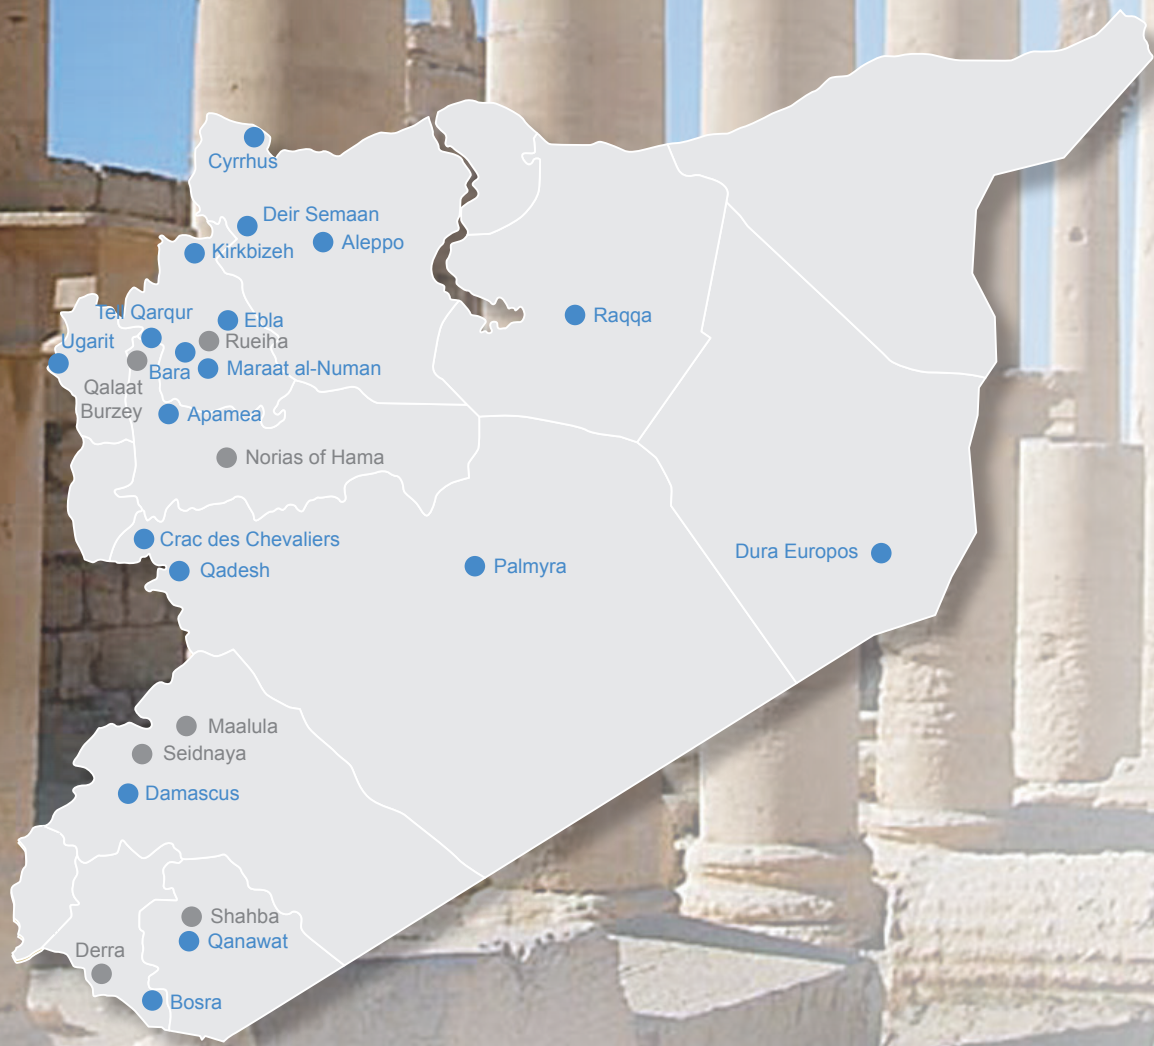 Cyrrhus
Deir Semaan
Aleppo
Kirkbizeh
Tell Qarqur
Ebla
Raqqa
Rueiha
Ugarit
Bara
Maraat al-Numan
Qalaat
Burzey
Apamea
Norias of Hama
Crac des Chevaliers
Dura Europos
Qadesh
Palmyra
Maalula
Seidnaya
Damascus
Shahba
Qanawat
Derra
Bosra